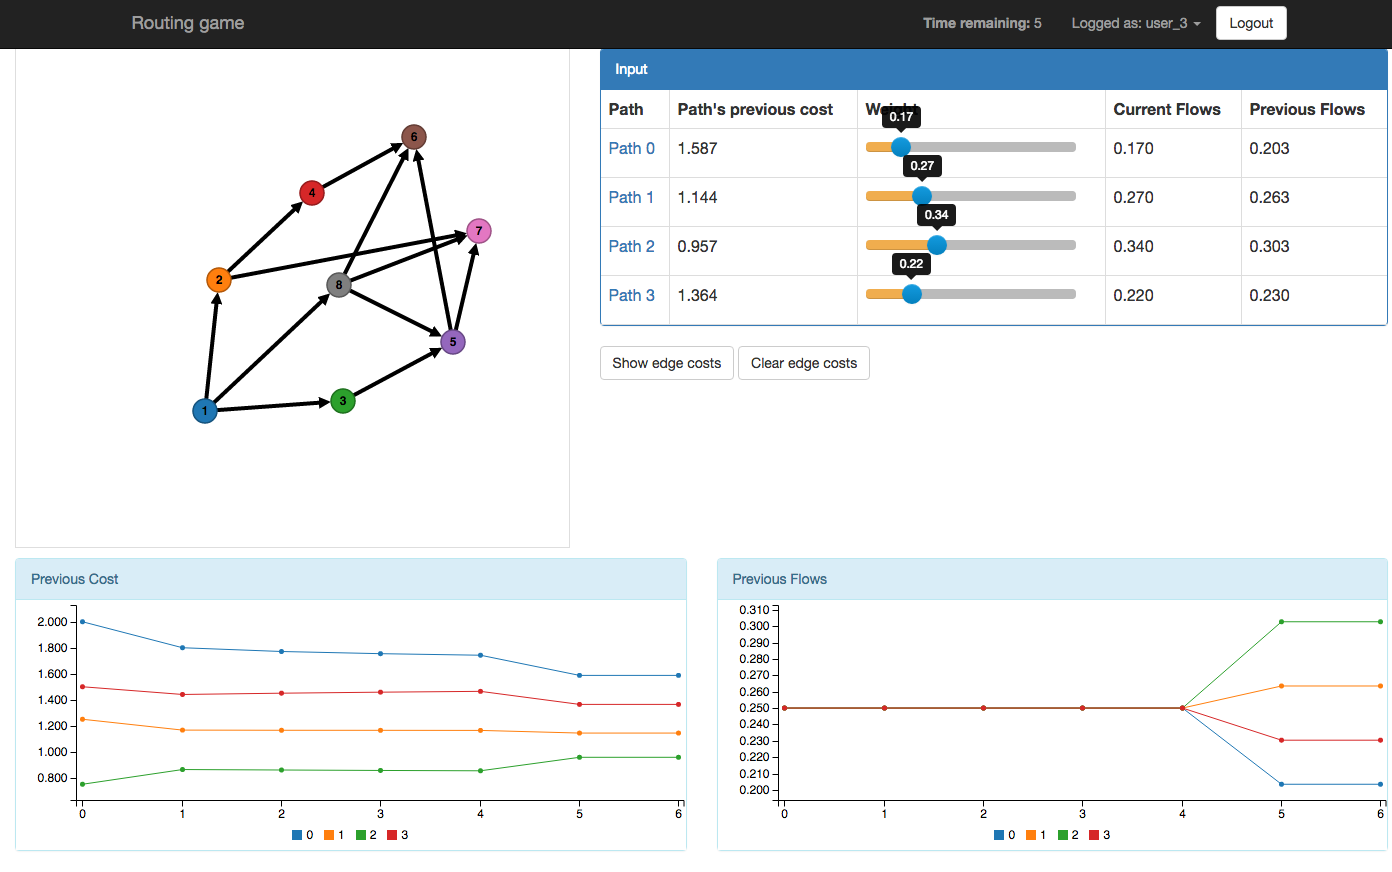 Routing game
Time remaining: 5
Logged as: user_3
Logout
6
4
7
2
8
5
3
1
Input
Path Path's previous cost Weight Current Flows Previous Flows
0.17
Path 0 1.587 0.170 0.203
0.27
Path 1 1.144 0.270 0.263
0.34
Path 2 0.957 0.340 0.303
0.22
Path 3 1.364 0.220 0.230
Show edge costs Clear edge costs
Previous Cost
2.000
1.800
1.600
1.400
1.200
1.000
0.800
0 1 2 3 4 5 6
0 1 2 3
Previous Flows
0.310
0.300
0.290
0.280
0.270
0.260
0.250
0.240
0.230
0.220
0.210
0.200
0 1 2 3 4 5 6
0 1 2 3